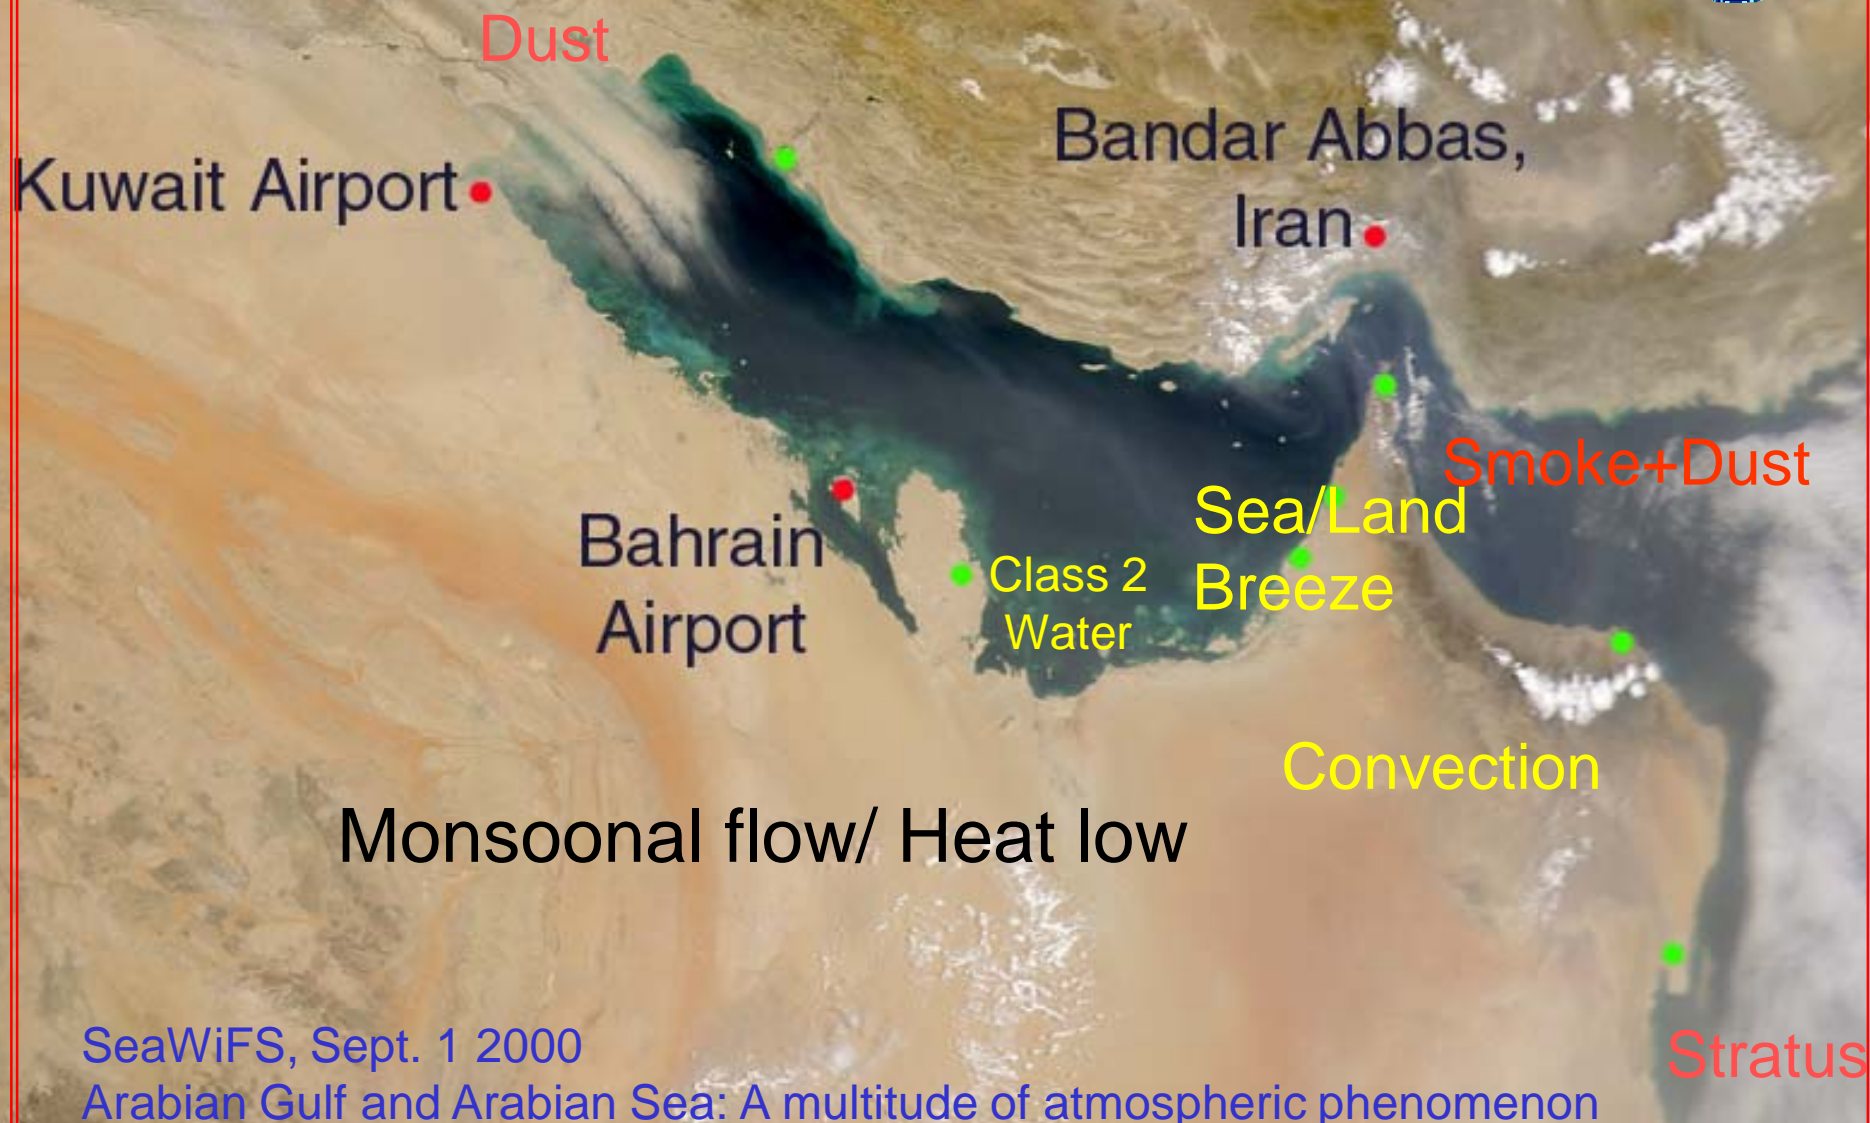 Dust
Bandar Abbas,
Kuwait Airport
Iran
Smoke+Dust
Sea/Land
Breeze
Bahrain
Airport
Class 2
Water
Convection
Monsoonal flow/ Heat low
SeaWiFS, Sept. 1 2000
Stratus
Arabian Gulf and Arabian Sea: A multitude of atmospheric phenomenon